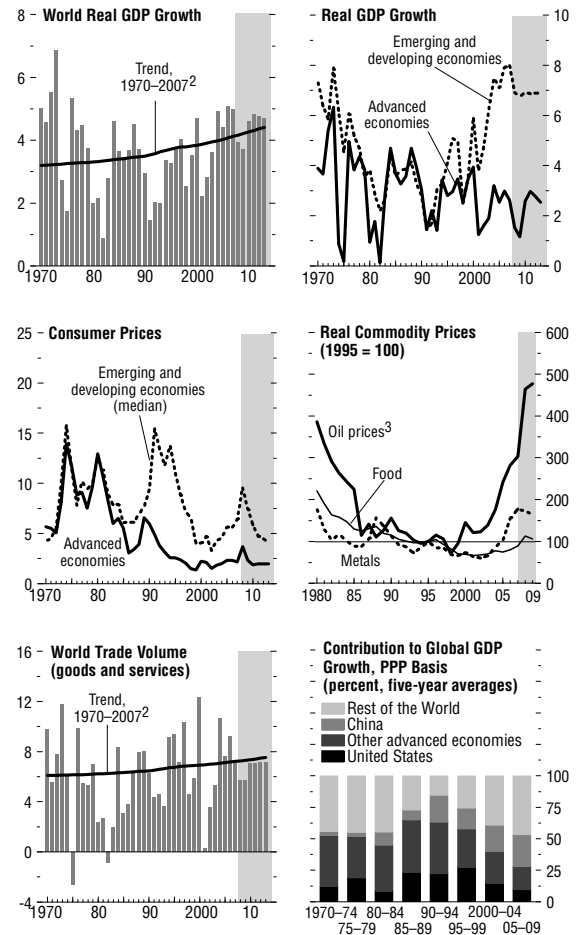 World Real GDP Growth
8
6
4
2
0
Trend,
1970–2007²
1970 80 90 2000 10
Real GDP Growth
10
8
6
4
2
0
Emerging and
developing economies
Advanced
economies
1970 80 90 2000 10
Consumer Prices
25
20
15
10
5
0
Emerging and
developing economies
(median)
Advanced
economies
1970 80 90 2000 10
Real Commodity Prices
(1995 = 100)
600
500
400
300
200
100
0
Oil prices³
Food
Metals
1980 85 90 95 2000 05 09
World Trade Volume
(goods and services)
16
12
8
4
0
-4
Trend,
1970–2007²
1970 80 90 2000 10
Contribution to Global GDP
Growth, PPP Basis
(percent, five-year averages)
Rest of the World
China
Other advanced economies
United States
100
75
50
25
0
1970–74 80–84 90–94 2000–04
75–79 85–89 95–99 05–09